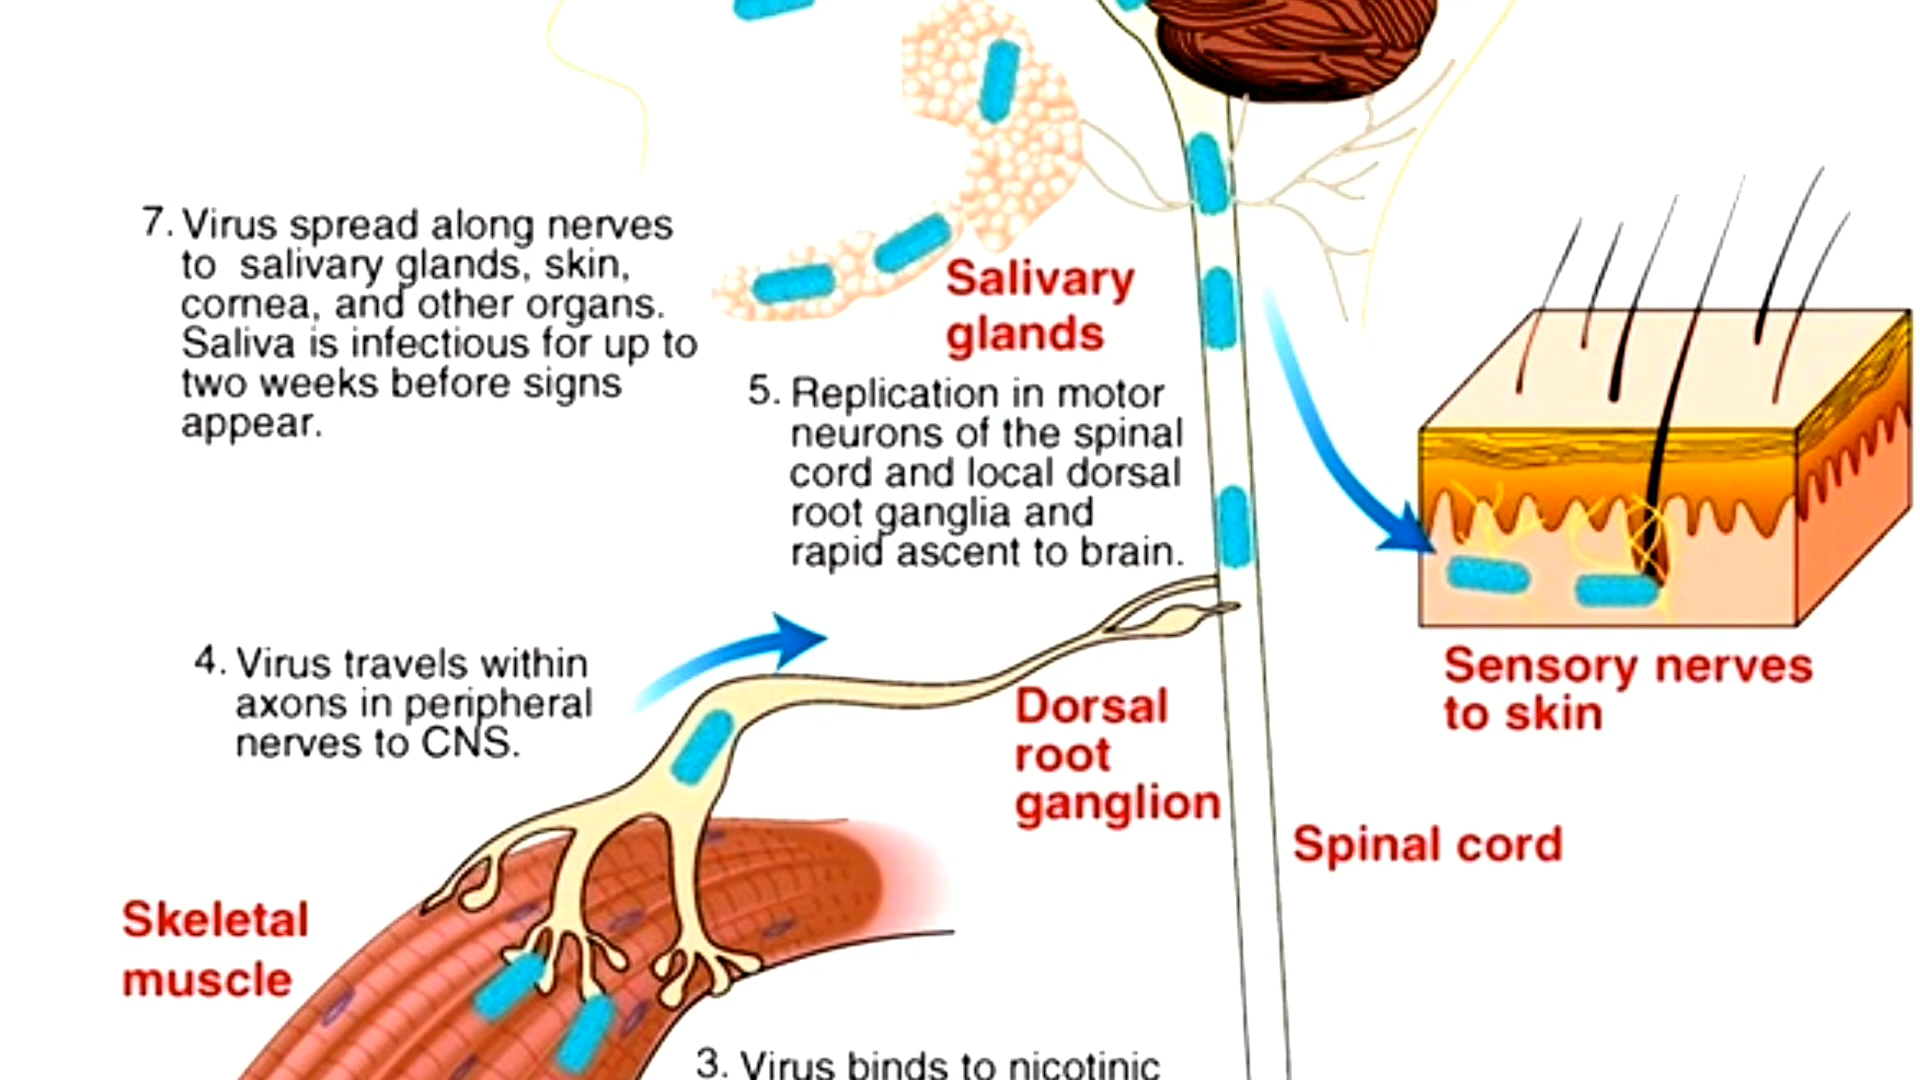 7. Virus spread along nerves
to salivary glands, skin,
cornea, and other organs.
Saliva is infectious for up to
two weeks before signs
appear.
Salivary
glands
5. Replication in motor
neurons of the spinal
cord and local dorsal
root ganglia and
rapid ascent to brain.
4. Virus travels within
axons in peripheral
nerves to CNS.
Sensory nerves
to skin
Dorsal
root
ganglion
Spinal cord
Skeletal
muscle
3. Virus binds to nicotinic